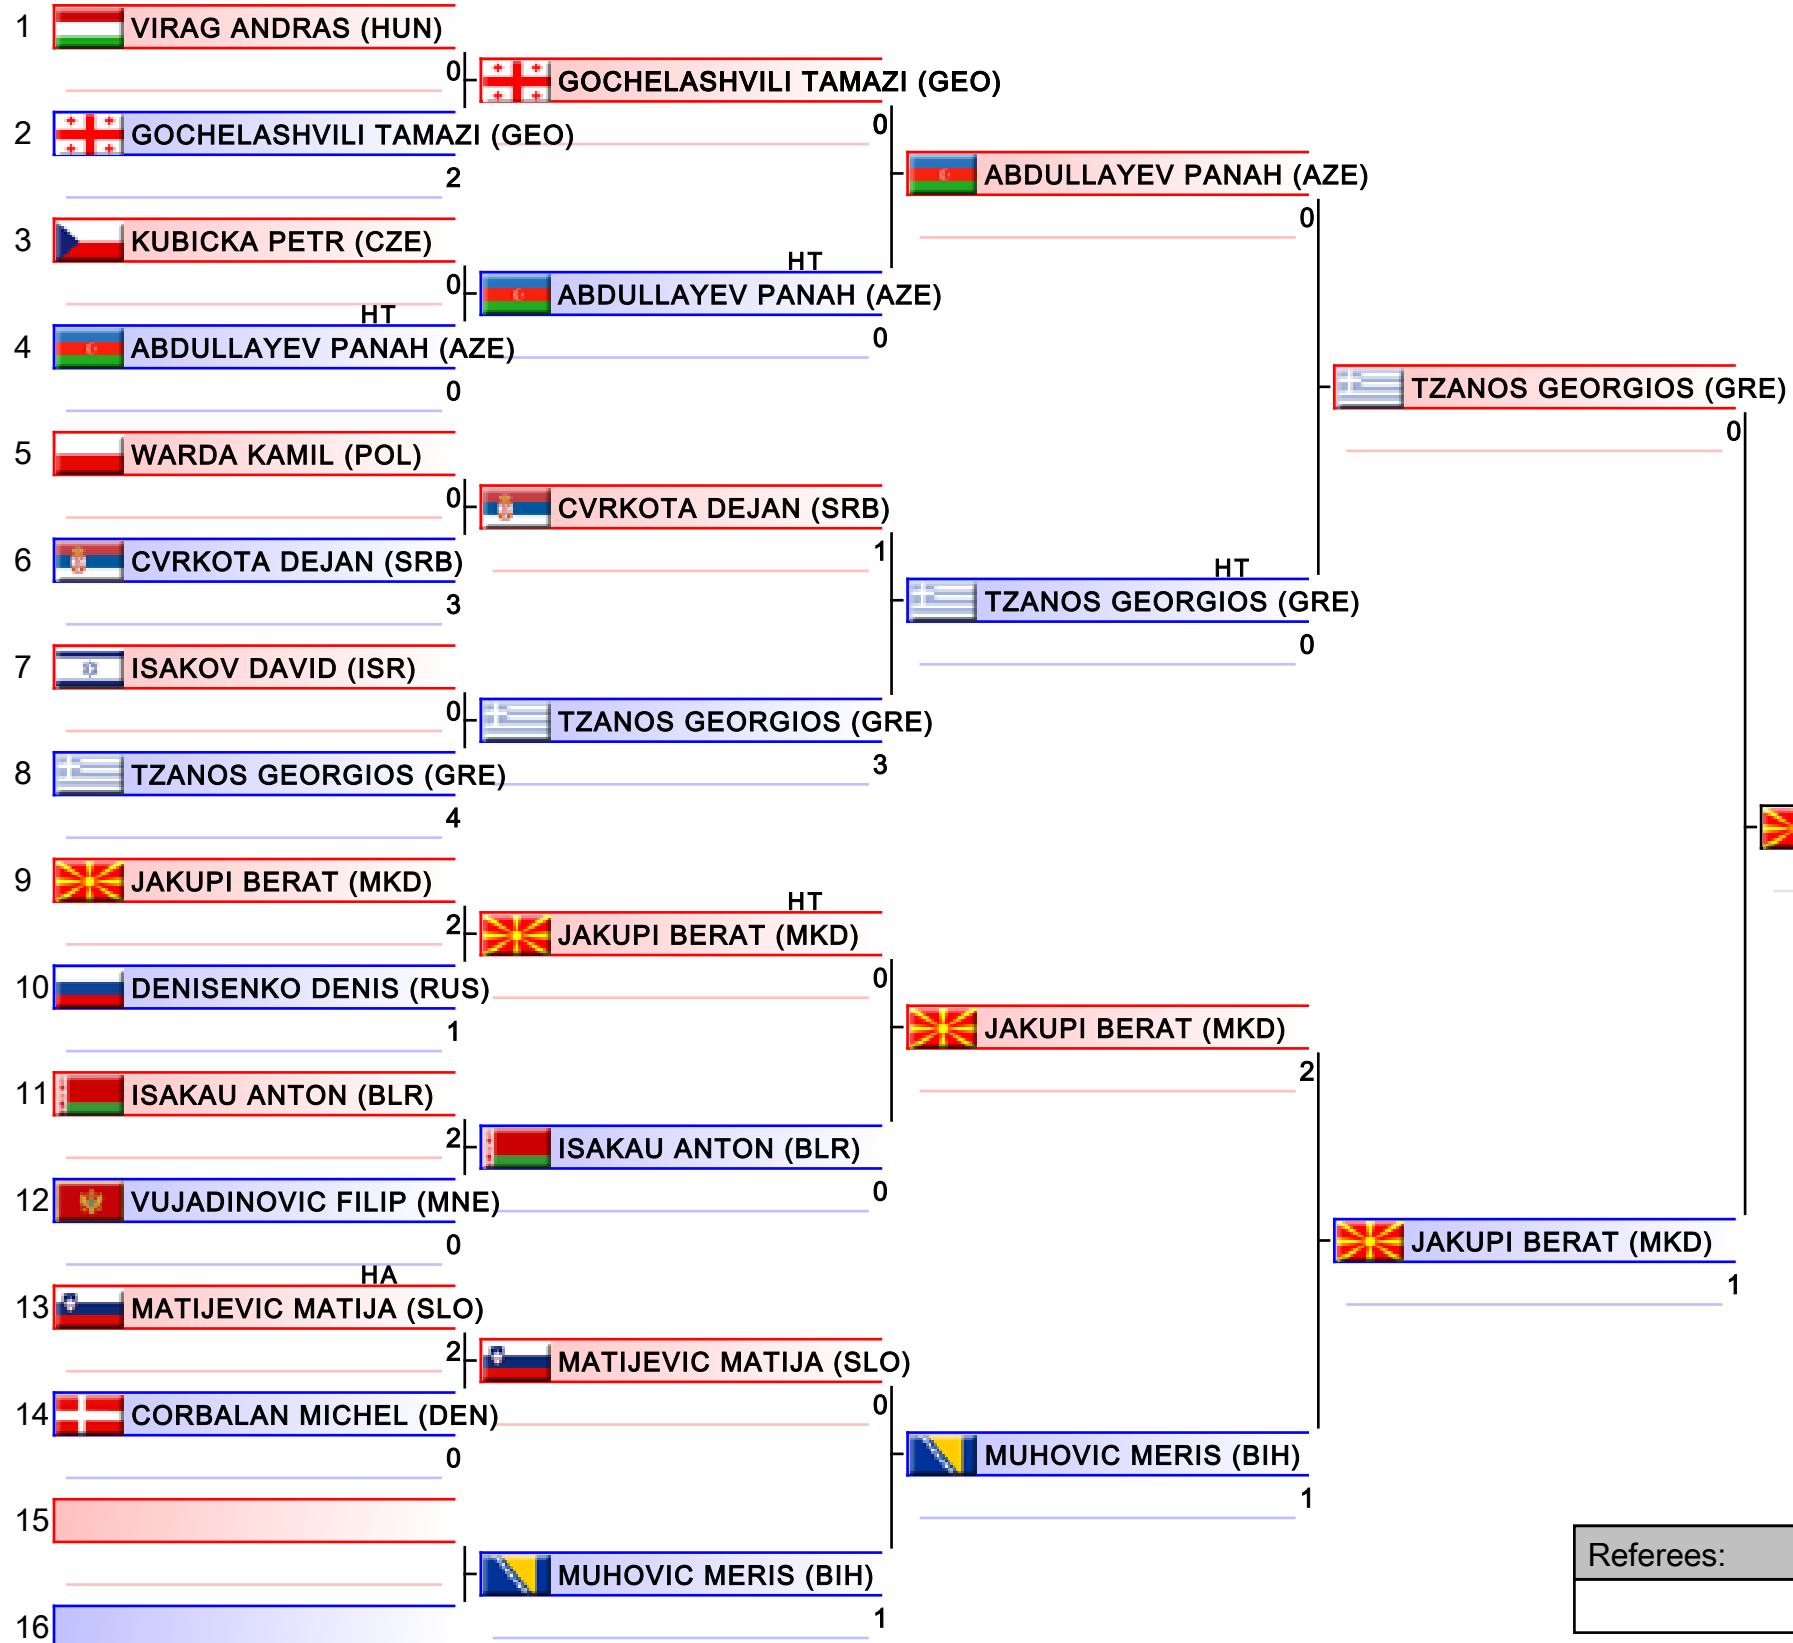 1 VIRAG ANDRAS (HUN)
0 GOCHELASHVILI TAMAZI (GEO)
2 GOCHELASHVILI TAMAZI (GEO) 0
2 ABDULLAYEV PANAH (AZE)
0
3 KUBICKA PETR (CZE)
HT
0 ABDULLAYEV PANAH (AZE)
HT
4 ABDULLAYEV PANAH (AZE) 0
0 TZANOS GEORGIOS (GRE)
0
5 WARDA KAMIL (POL)
0 CVRKOTA DEJAN (SRB)
6 CVRKOTA DEJAN (SRB) 1
HT
3 TZANOS GEORGIOS (GRE)
0
7 ISAKOV DAVID (ISR)
0 TZANOS GEORGIOS (GRE)
8 TZANOS GEORGIOS (GRE) 3
4
9 JAKUPI BERAT (MKD)
HT
2 JAKUPI BERAT (MKD)
10 DENISENKO DENIS (RUS) 0
1 JAKUPI BERAT (MKD)
2
11 ISAKAU ANTON (BLR)
2 ISAKAU ANTON (BLR)
12 VUJADINOVIC FILIP (MNE) 0
0 JAKUPI BERAT (MKD)
1
HA
13 MATIJEVIC MATIJA (SLO)
2 MATIJEVIC MATIJA (SLO)
14 CORBALAN MICHEL (DEN) 0
0 MUHOVIC MERIS (BIH)
1
15
MUHOVIC MERIS (BIH)
16 1
Referees: